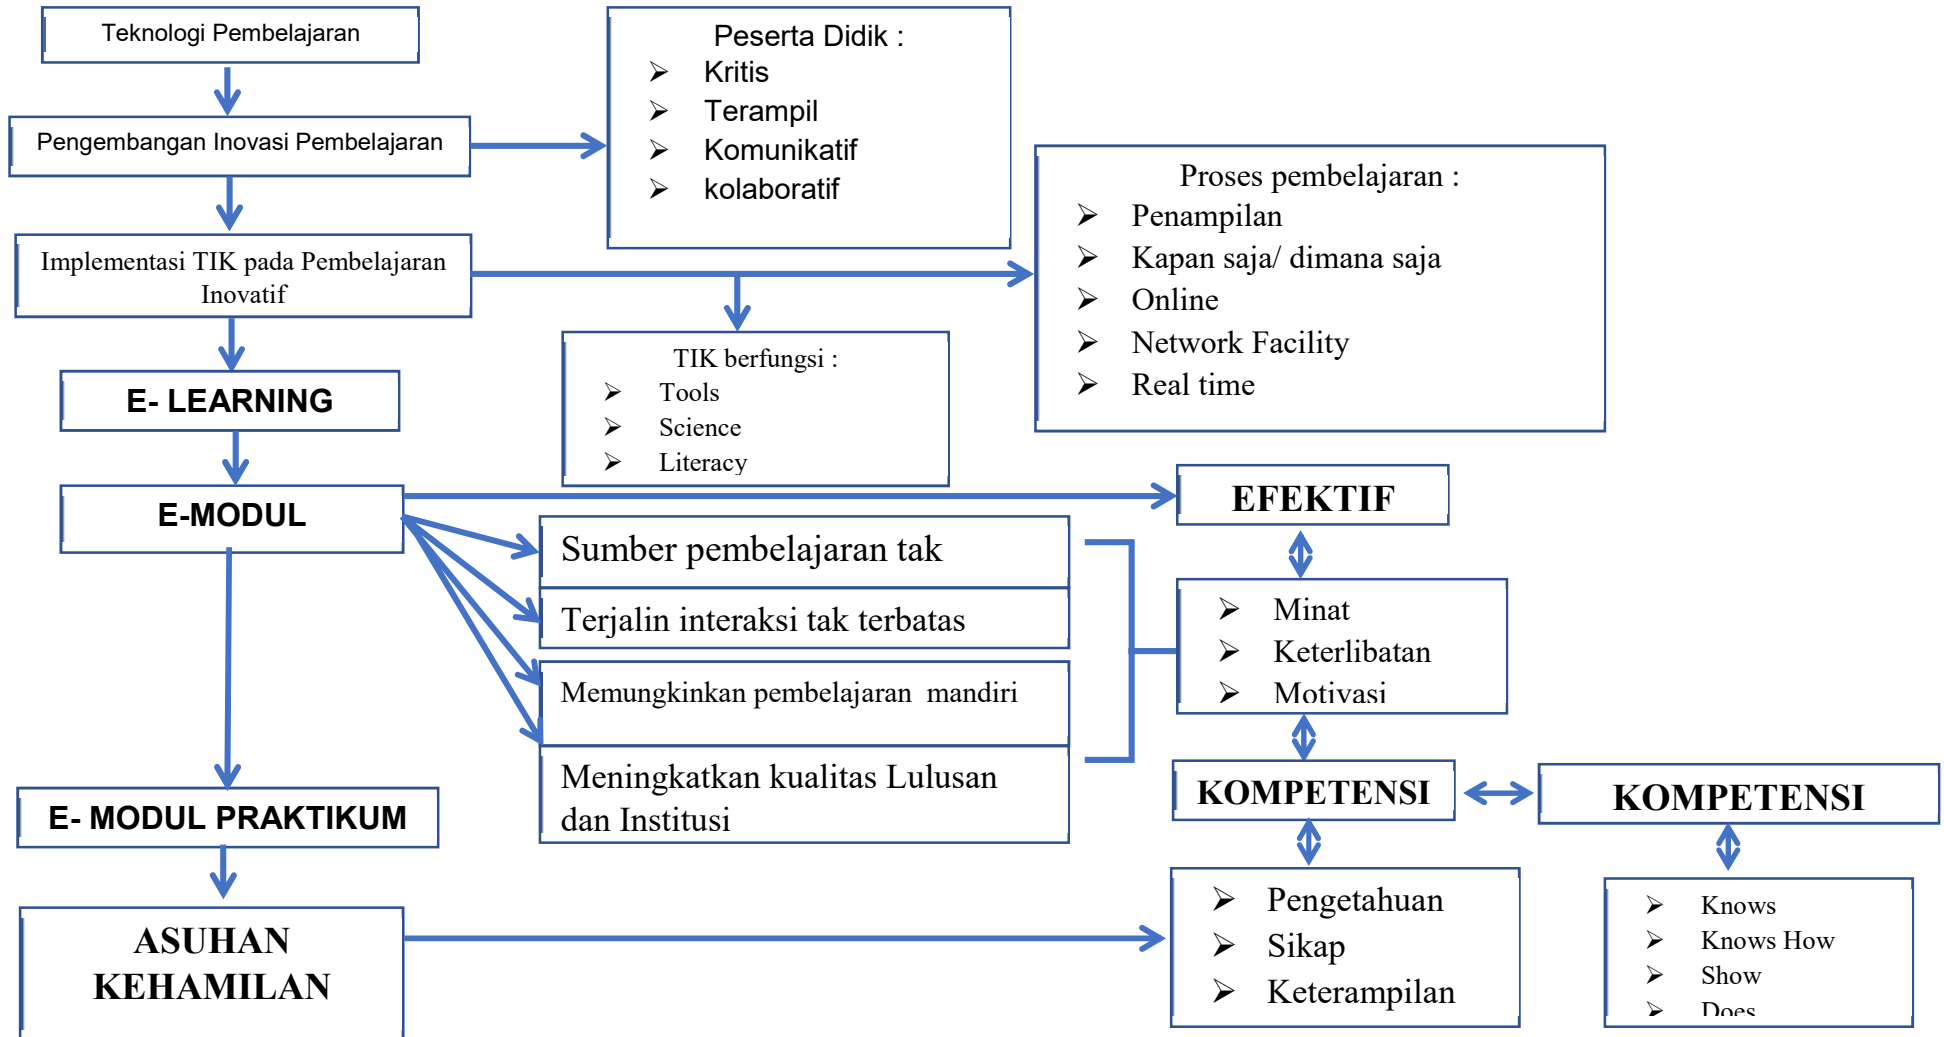 Teknologi Pembelajaran
Pengembangan Inovasi Pembelajaran
Peserta Didik :
➢ Kritis
➢ Terampil
➢ Komunikatif
➢ kolaboratif
Implementasi TIK pada Pembelajaran
Inovatif
Proses pembelajaran :
➢ Penampilan
➢ Kapan saja/ dimana saja
➢ Online
➢ Network Facility
➢ Real time
TIK berfungsi :
➢ Tools
➢ Science
➢ Literacy
E- LEARNING
E-MODUL
EFEKTIF
Sumber pembelajaran tak
Terjalin interaksi tak terbatas
Memungkinkan pembelajaran  mandiri
Meningkatkan kualitas Lulusan
dan Institusi
➢ Minat
➢ Keterlibatan
➢ Motivasi
E- MODUL PRAKTIKUM
KOMPETENSI
KOMPETENSI
ASUHAN
KEHAMILAN
➢ Pengetahuan
➢ Sikap
➢ Keterampilan
➢ Knows
➢ Knows How
➢ Show
➢ Does